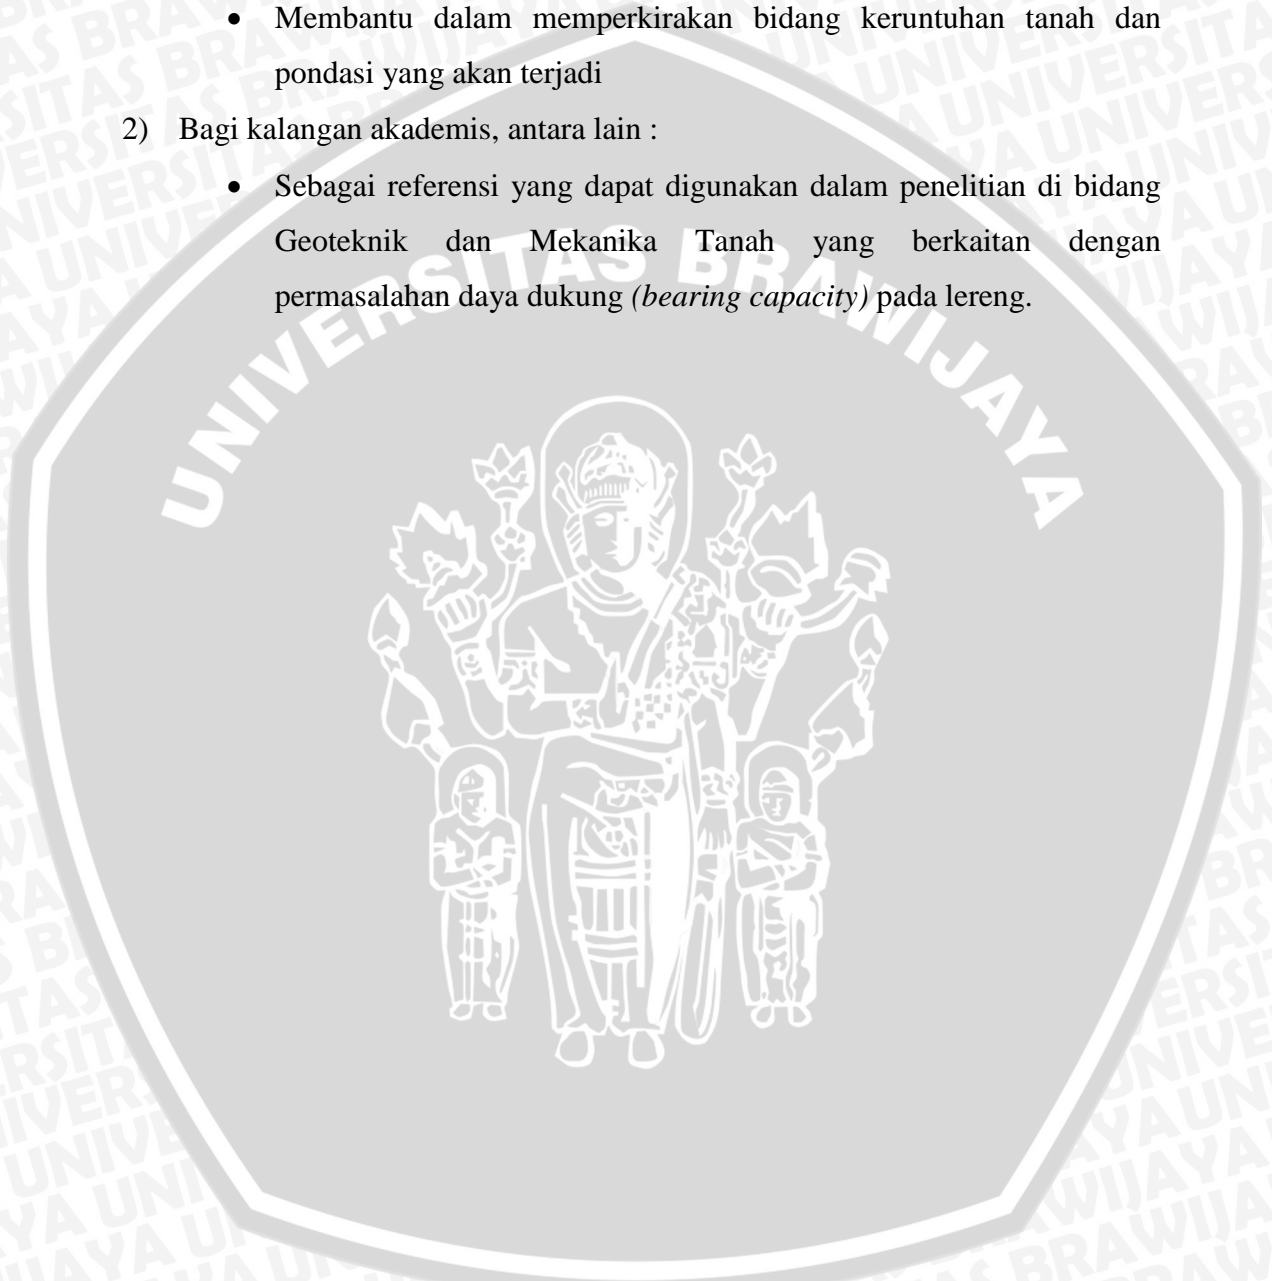 • Membantu dalam memperkirakan bidang keruntuhan tanah dan
pondasi yang akan terjadi
2) Bagi kalangan akademis, antara lain :
• Sebagai referensi yang dapat digunakan dalam penelitian di bidang
Geoteknik dan Mekanika Tanah yang berkaitan dengan
permasalahan daya dukung (bearing capacity) pada lereng.
UNIVERSITAS BRAWIJAYA